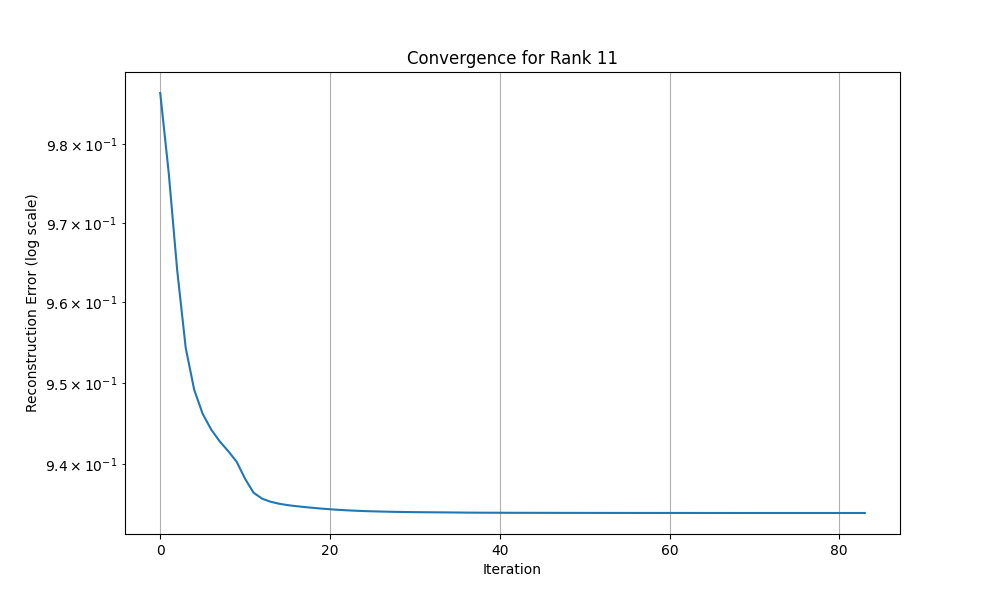 Convergence for Rank 11
Reconstruction Error (log scale)
9.8 × 10⁻¹
9.7 × 10⁻¹
9.6 × 10⁻¹
9.5 × 10⁻¹
9.4 × 10⁻¹
0 20 40 60 80
Iteration